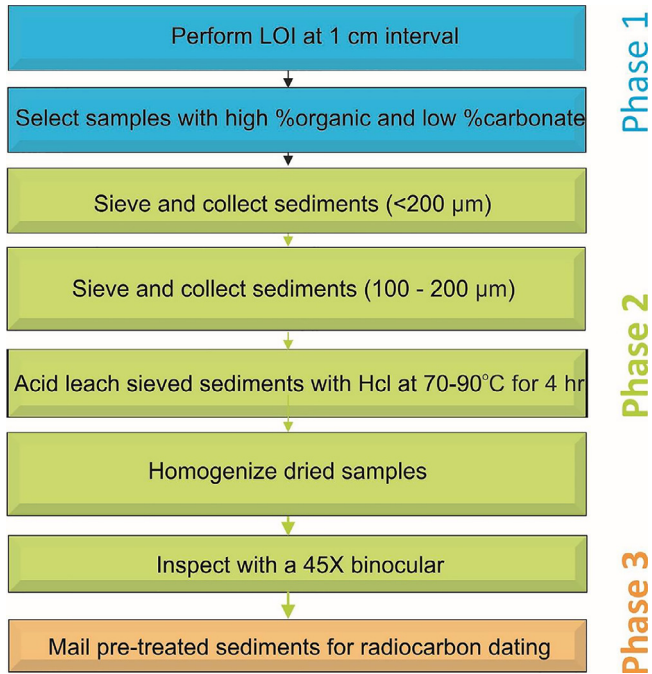 Perform LOI at 1 cm interval
Phase 1
Select samples with high %organic and low %carbonate
Sieve and collect sediments (<200 µm)
Sieve and collect sediments (100 - 200 µm)
Phase 2
Acid leach sieved sediments with Hcl at 70-90°C for 4 hr
Homogenize dried samples
Inspect with a 45X binocular
Phase 3
Mail pre-treated sediments for radiocarbon dating